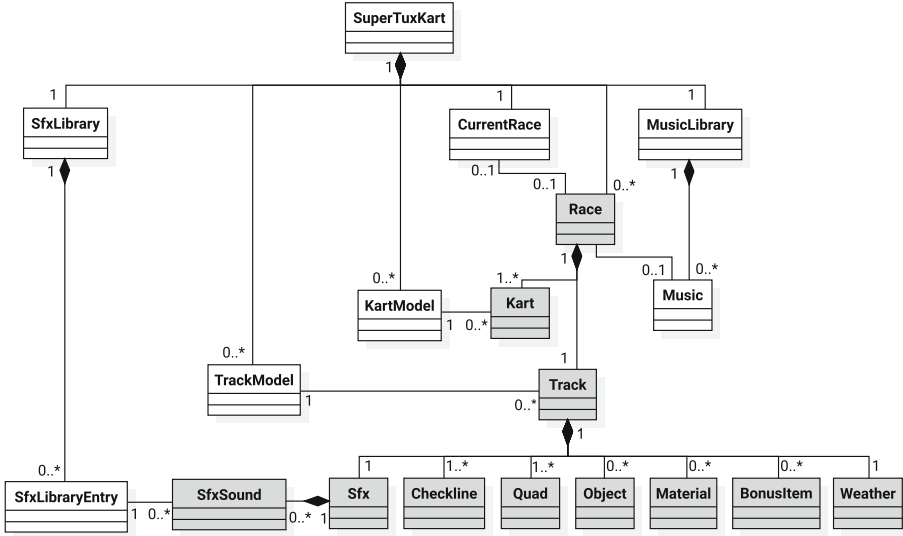 SuperTuxKart
1
1
1
1
SfxLibrary
CurrentRace
MusicLibrary
1
0..1
1
0..1
0..*
Race
1
0..1
0..*
0..*
1..*
KartModel
Kart
Music
1
0..*
0..*
1
TrackModel
Track
1
0..*
1
0..*
1
1..*
1..*
0..*
0..*
0..*
1
SfxLibraryEntry
SfxSound
Sfx
Checkline
Quad
Object
Material
BonusItem
Weather
1
0..*
0..*
1